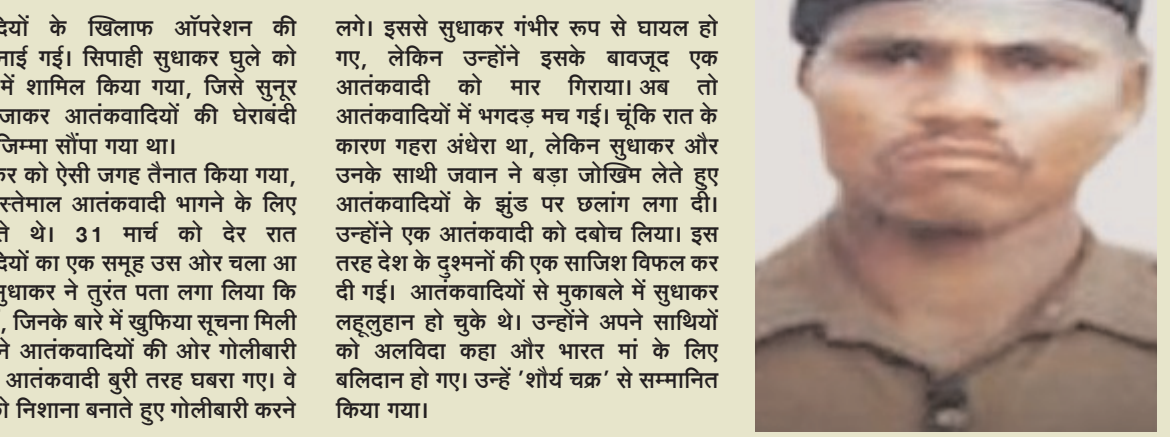 के खिलाफ ऑपरेशन की
गई। सिपाही सुधाकर घुले को
में शामिल किया गया, जिसे सुनूर
जाकर आतंकवादियों की घेराबंदी
जिम्मा सौंपा गया था।
को ऐसी जगह तैनात किया गया,
आतंकवादी भागने के लिए
थे। 31 मार्च को देर रात
का एक समूह उस ओर चला आ
सुधाकर ने तुरंत पता लगा लिया कि
, जिनके बारे में खुफिया सूचना मिली
ने आतंकवादियों की ओर गोलीबारी
आतंकवादी बुरी तरह घबरा गए। वे
निशाना बनाते हुए गोलीबारी करने
लगे। इससे सुधाकर गंभीर रूप से घायल हो
गए, लेकिन उन्होंने इसके बावजूद एक
आतंकवादी को मार गिराया। अब तो
आतंकवादियों में भगदड़ मच गई। चूंकि रात के
कारण गहरा अंधेरा था, लेकिन सुधाकर और
उनके साथी जवान ने बड़ा जोखिम लेते हुए
आतंकवादियों के झुंड पर छलांग लगा दी।
उन्होंने एक आतंकवादी को दबोच लिया। इस
तरह देश के दुश्मनों की एक साजिश विफल कर
दी गई। आतंकवादियों से मुकाबले में सुधाकर
लहूलुहान हो चुके थे। उन्होंने अपने साथियों
को अलविदा कहा और भारत मां के लिए
बलिदान हो गए। उन्हें 'शौर्य चक्र' से सम्मानित
किया गया।